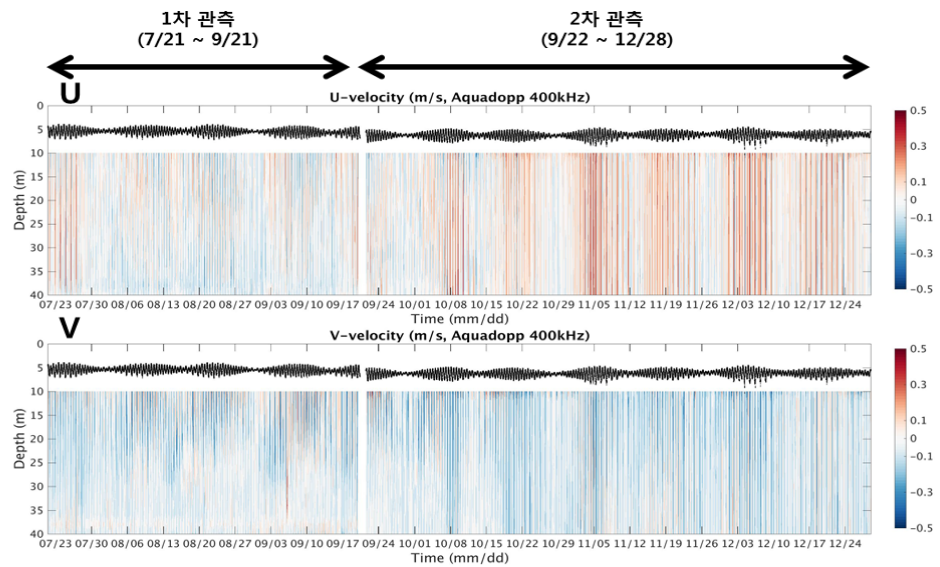 1차 관측
(7/21 ~ 9/21)
2차 관측
(9/22 ~ 12/28)
U
U-velocity (m/s, Aquadopp 400kHz)
0
5
10
15
20
25
30
35
40
Depth (m)
07/23 07/30 08/06 08/13 08/20 08/27 09/03 09/10 09/17 09/24 10/01 10/08 10/15 10/22 10/29 11/05 11/12 11/19 11/26 12/03 12/10 12/17 12/24
Time (mm/dd)
0.5
0.3
0.1
0
-0.1
-0.3
-0.5
V
V-velocity (m/s, Aquadopp 400kHz)
0
5
10
15
20
25
30
35
40
Depth (m)
07/23 07/30 08/06 08/13 08/20 08/27 09/03 09/10 09/17 09/24 10/01 10/08 10/15 10/22 10/29 11/05 11/12 11/19 11/26 12/03 12/10 12/17 12/24
Time (mm/dd)
0.5
0.3
0.1
0
-0.1
-0.3
-0.5